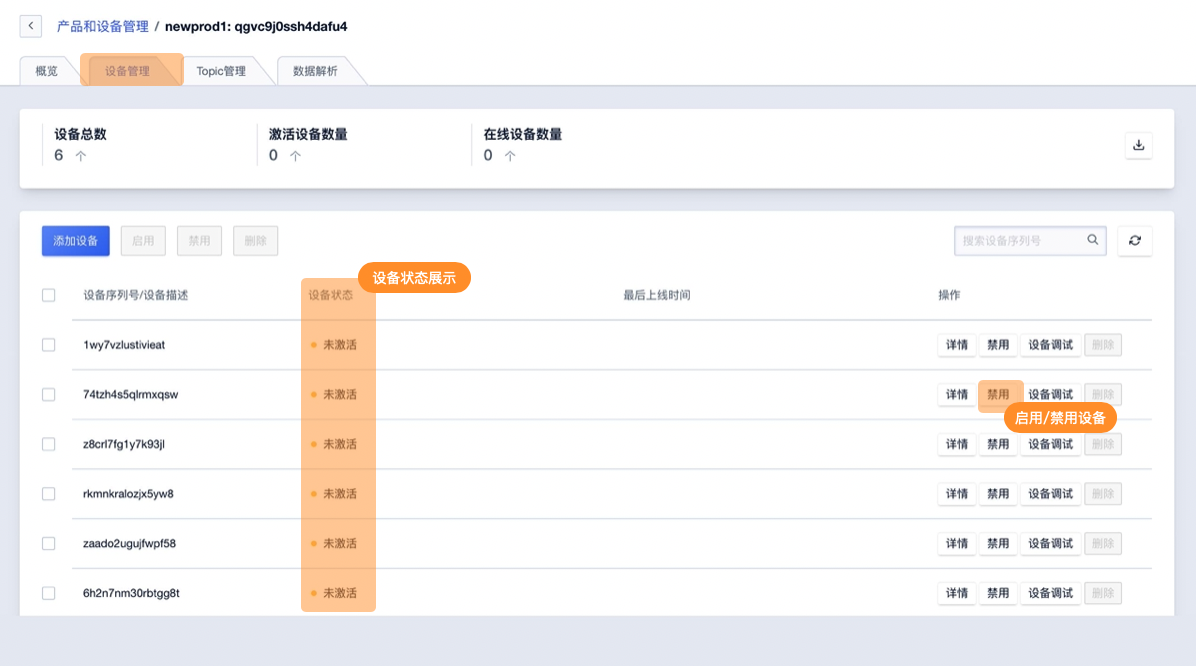 产品和设备管理 / newprod1: qgvc9j0ssh4dafu4
概览 设备管理 Topic管理 数据解析
设备总数 激活设备数量 在线设备数量
6 0 0
添加设备 启用 禁用 删除 搜索设备序列号
设备状态展示
设备序列号/设备描述 设备状态 最后上线时间 操作
1wy7vzlustivieat 未激活 详情 禁用 设备调试 删除
74tzh4s5qlrmxqsw 未激活 详情 禁用 设备调试 删除
启用/禁用设备
z8crl7fg1y7k93jl 未激活 详情 禁用 设备调试 删除
rkmnkralozjx5yw8 未激活 详情 禁用 设备调试 删除
zaado2ugujfwpf58 未激活 详情 禁用 设备调试 删除
6h2n7nm30rbtgg8t 未激活 详情 禁用 设备调试 删除